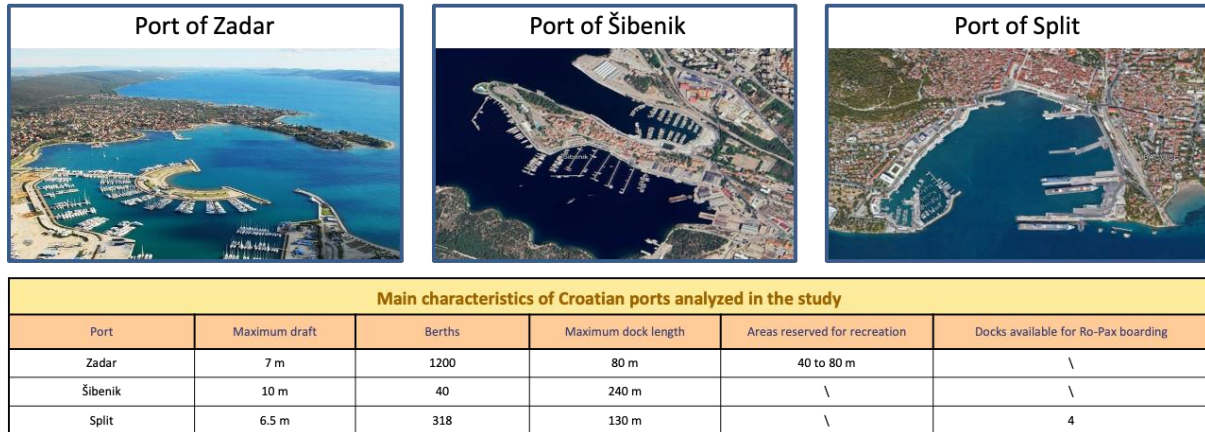 Port of Zadar
Port of Šibenik
Port of Split
Šibenik
Main characteristics of Croatian ports analyzed in the study
Port Maximum draft Berths Maximum dock length Areas reserved for recreation Docks available for Ro-Pax boarding
Zadar 7 m 1200 80 m 40 to 80 m \
Šibenik 10 m 40 240 m \ \
Split 6.5 m 318 130 m \ 4